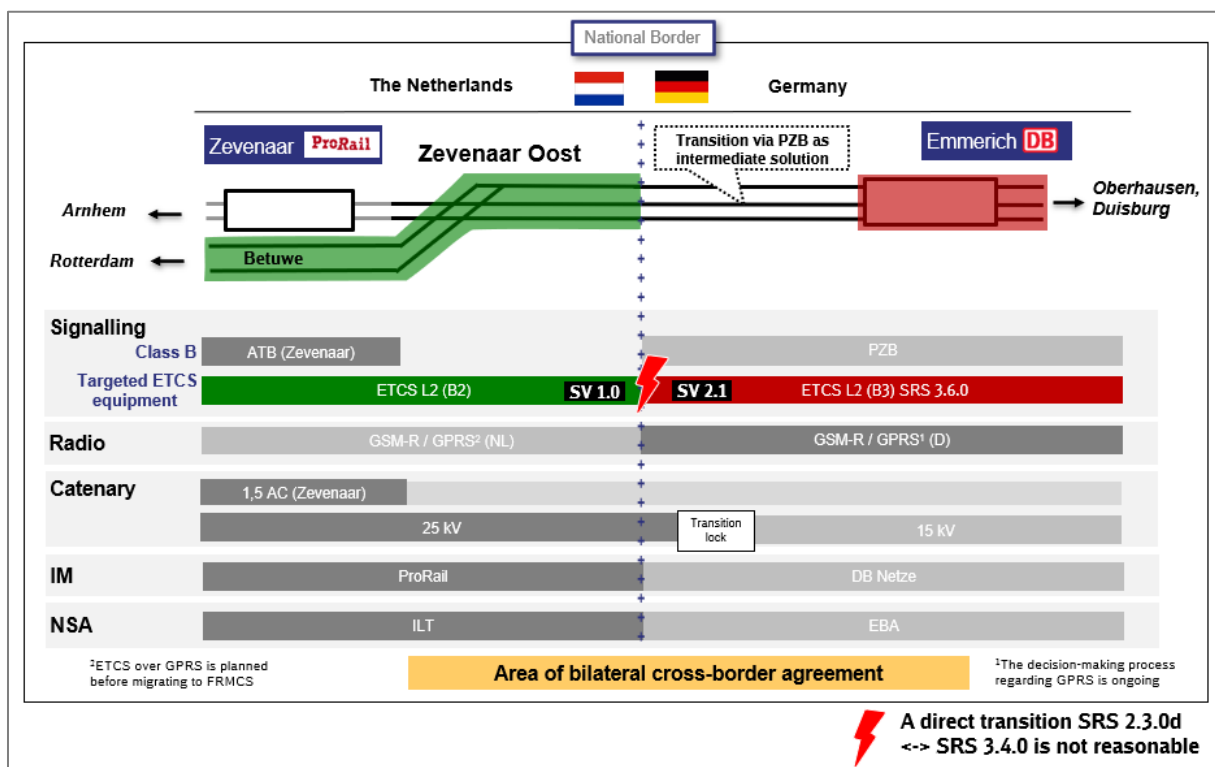 National Border
The Netherlands
Germany
Zevenaar ProRail
Zevenaar Oost
Transition via PZB as
intermediate solution
Emmerich DB
Arnhem
Oberhausen,
Duisburg
Rotterdam
Betuwe
Signalling
Class B
ATB (Zevenaar)
PZB
Targeted ETCS
equipment
ETCS L2 (B2)
SV 1.0
SV 2.1
ETCS L2 (B3) SRS 3.6.0
Radio
GSM-R / GPRS² (NL)
GSM-R / GPRS¹ (D)
Catenary
1,5 AC (Zevenaar)
25 kV
Transition
lock
15 kV
IM
ProRail
DB Netze
NSA
ILT
EBA
²ETCS over GPRS is planned
before migrating to FRMCS
Area of bilateral cross-border agreement
¹The decision-making process
regarding GPRS is ongoing
A direct transition SRS 2.3.0d
<-> SRS 3.4.0 is not reasonable